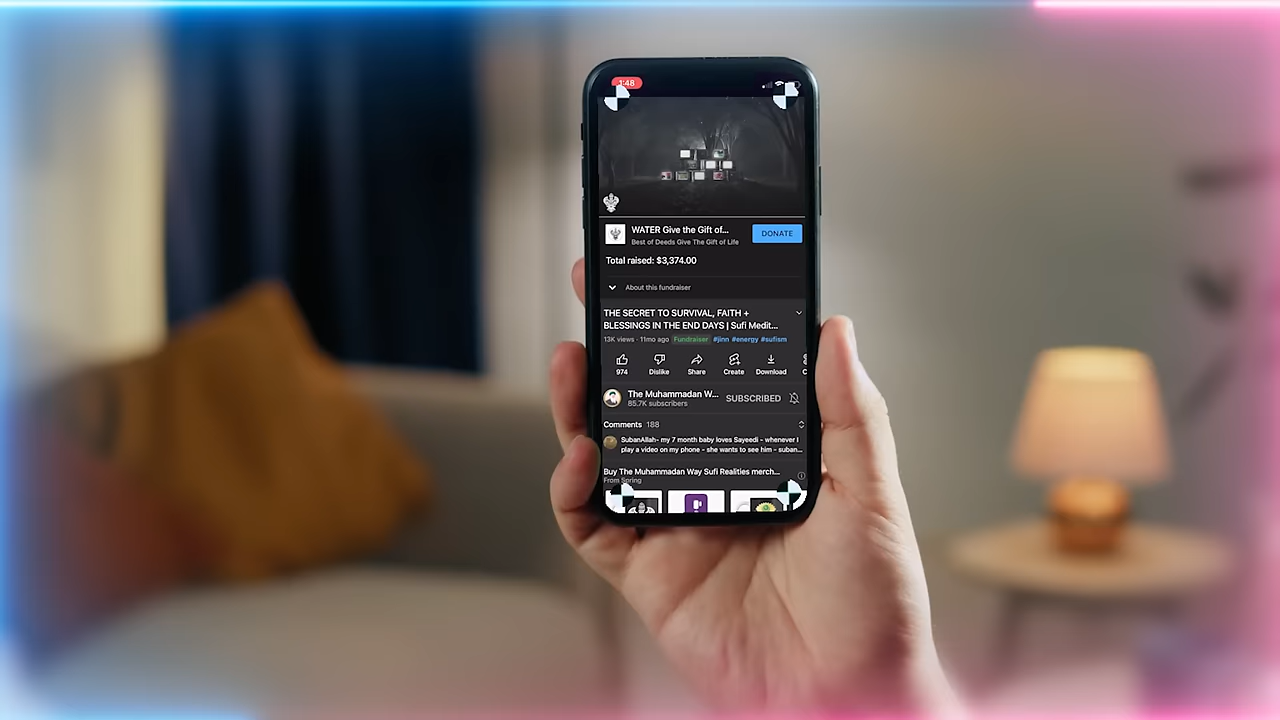 1:48
WATER Give the Gift of...
Best of Deeds Give The Gift of Life
DONATE
Total raised: $3,374.00
About this fundraiser
THE SECRET TO SURVIVAL, FAITH +
BLESSINGS IN THE END DAYS | Sufi Medit...
13K views · 11mo ago Fundraiser #jinn #energy #sufism
974 Dislike Share Create Download C
The Muhammadan W...
85.7K subscribers
SUBSCRIBED
Comments 188
SubanAllah- my 7 month baby loves Sayeedi - whenever I
play a video on my phone - she wants to see him - suban...
Buy The Muhammadan Way Sufi Realities merch...
From Spring